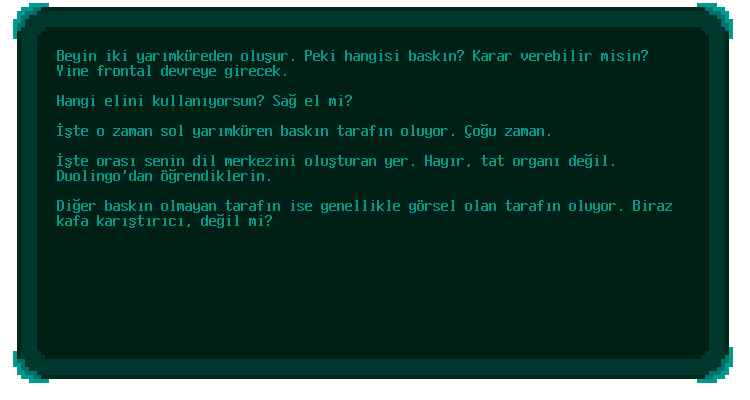 Beyin iki yarımküreden oluşur. Peki hangisi baskın? Karar verebilir misin?
Yine frontal devreye girecek.
Hangi elini kullanıyorsun? Sağ el mi?
İşte o zaman sol yarımküren baskın tarafın oluyor. Çoğu zaman.
İşte orası senin dil merkezini oluşturan yer. Hayır, tat organı değil.
Duolingo'dan öğrendiklerin.
Diğer baskın olmayan tarafın ise genellikle görsel olan tarafın oluyor. Biraz
kafa karıştırıcı, değil mi?